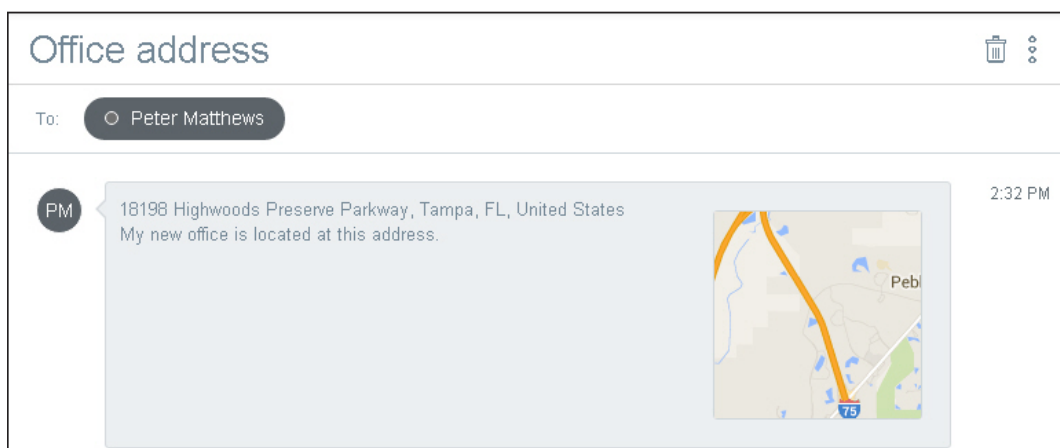 Office address
To:
Peter Matthews
PM
2:32 PM
18198 Highwoods Preserve Parkway, Tampa, FL, United States
My new office is located at this address.
Pebl
75